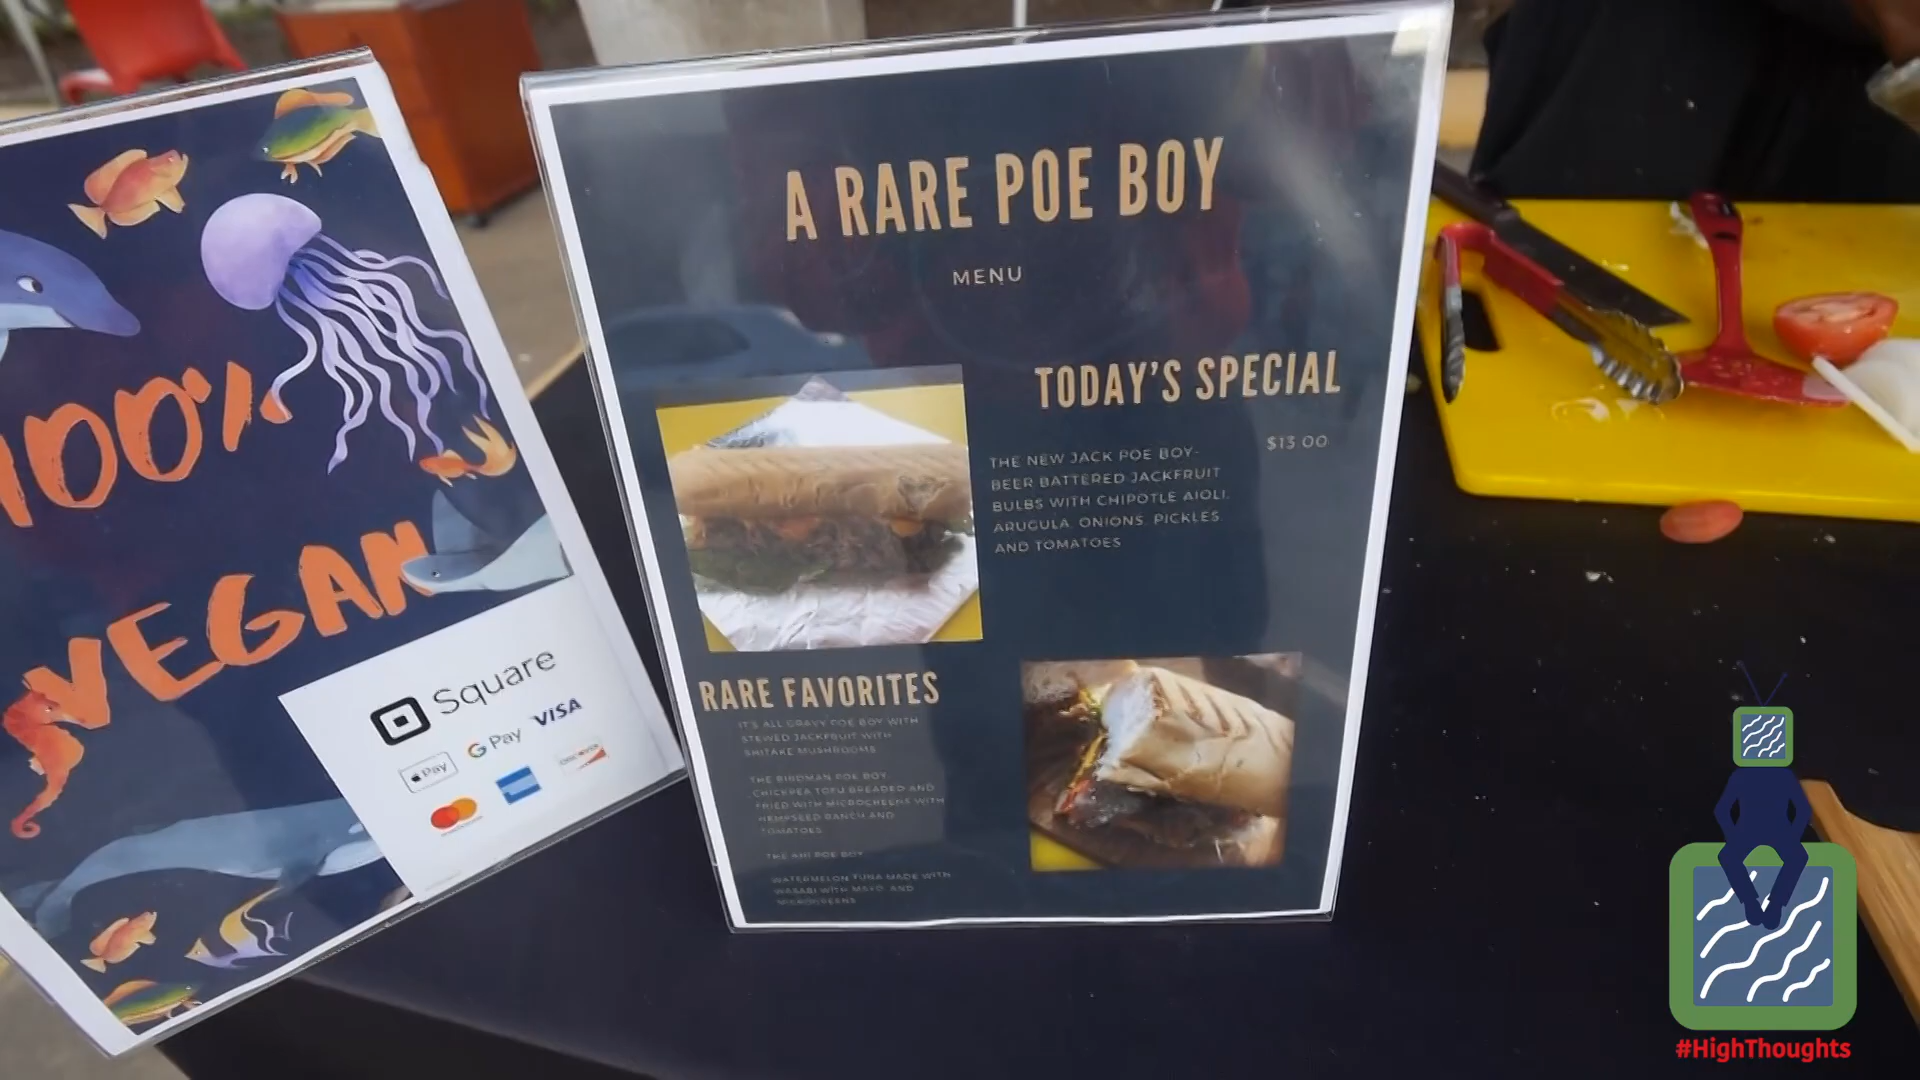 100%
VEGAN
Square
Pay
G Pay
VISA
DISCOVER
A RARE POE BOY
MENU
TODAY'S SPECIAL
$13.00
THE NEW JACK POE BOY-
BEER BATTERED JACKFRUIT
BULBS WITH CHIPOTLE AIOLI,
ARUGULA, ONIONS, PICKLES,
AND TOMATOES
RARE FAVORITES
IT'S ALL GRAVY POE BOY WITH
STEWED JACKFRUIT WITH
SHITAKE MUSHROOMS
THE BIRDMAN POE BOY
CHICKPEA TOFU BREADED AND
FRIED WITH MICROGREENS WITH
HEMPSEED RANCH AND
TOMATOES
THE AHI POE BOY
WATERMELON TUNA MADE WITH
WASABI WITH MAYO AND
MICROGREENS
#HighThoughts